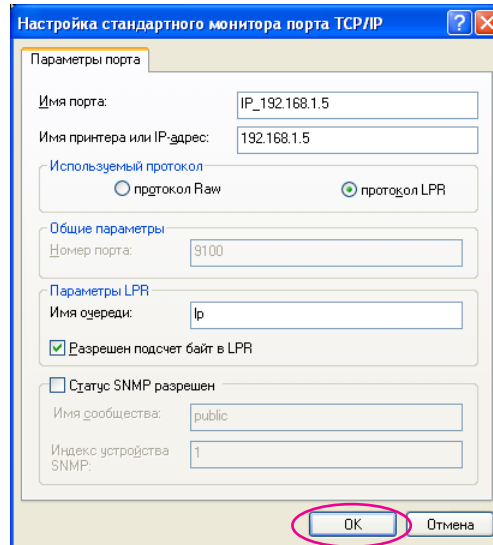 Настройка стандартного монитора порта TCP/IP
Параметры порта
Имя порта: IP_192.168.1.5
Имя принтера или IP-адрес: 192.168.1.5
Используемый протокол
протокол Raw протокол LPR
Общие параметры
Номер порта: 9100
Параметры LPR
Имя очереди: lp
Разрешен подсчет байт в LPR
Статус SNMP разрешен
Имя сообщества: public
Индекс устройства SNMP: 1
OK Отмена